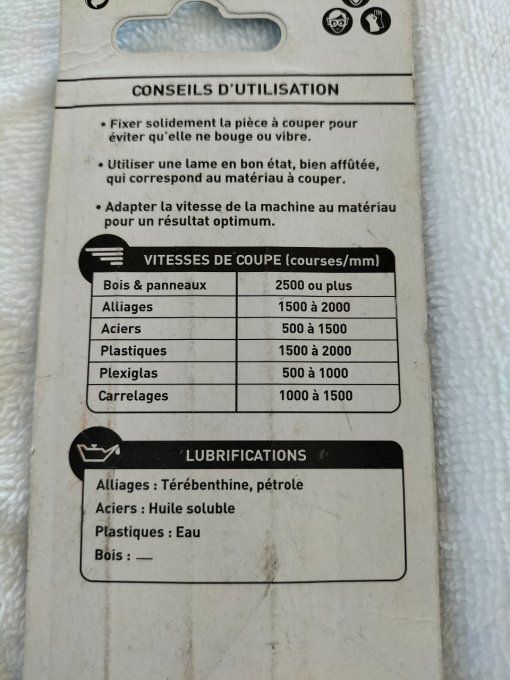 CONSEILS D'UTILISATION
• Fixer solidement la pièce à couper pour
éviter qu'elle ne bouge ou vibre.
• Utiliser une lame en bon état, bien affûtée,
qui correspond au matériau à couper.
• Adapter la vitesse de la machine au matériau
pour un résultat optimum.
VITESSES DE COUPE (courses/mm)
Bois & panneaux 2500 ou plus
Alliages 1500 à 2000
Aciers 500 à 1500
Plastiques 1500 à 2000
Plexiglas 500 à 1000
Carrelages 1000 à 1500
LUBRIFICATIONS
Alliages : Térébenthine, pétrole
Aciers : Huile soluble
Plastiques : Eau
Bois : —